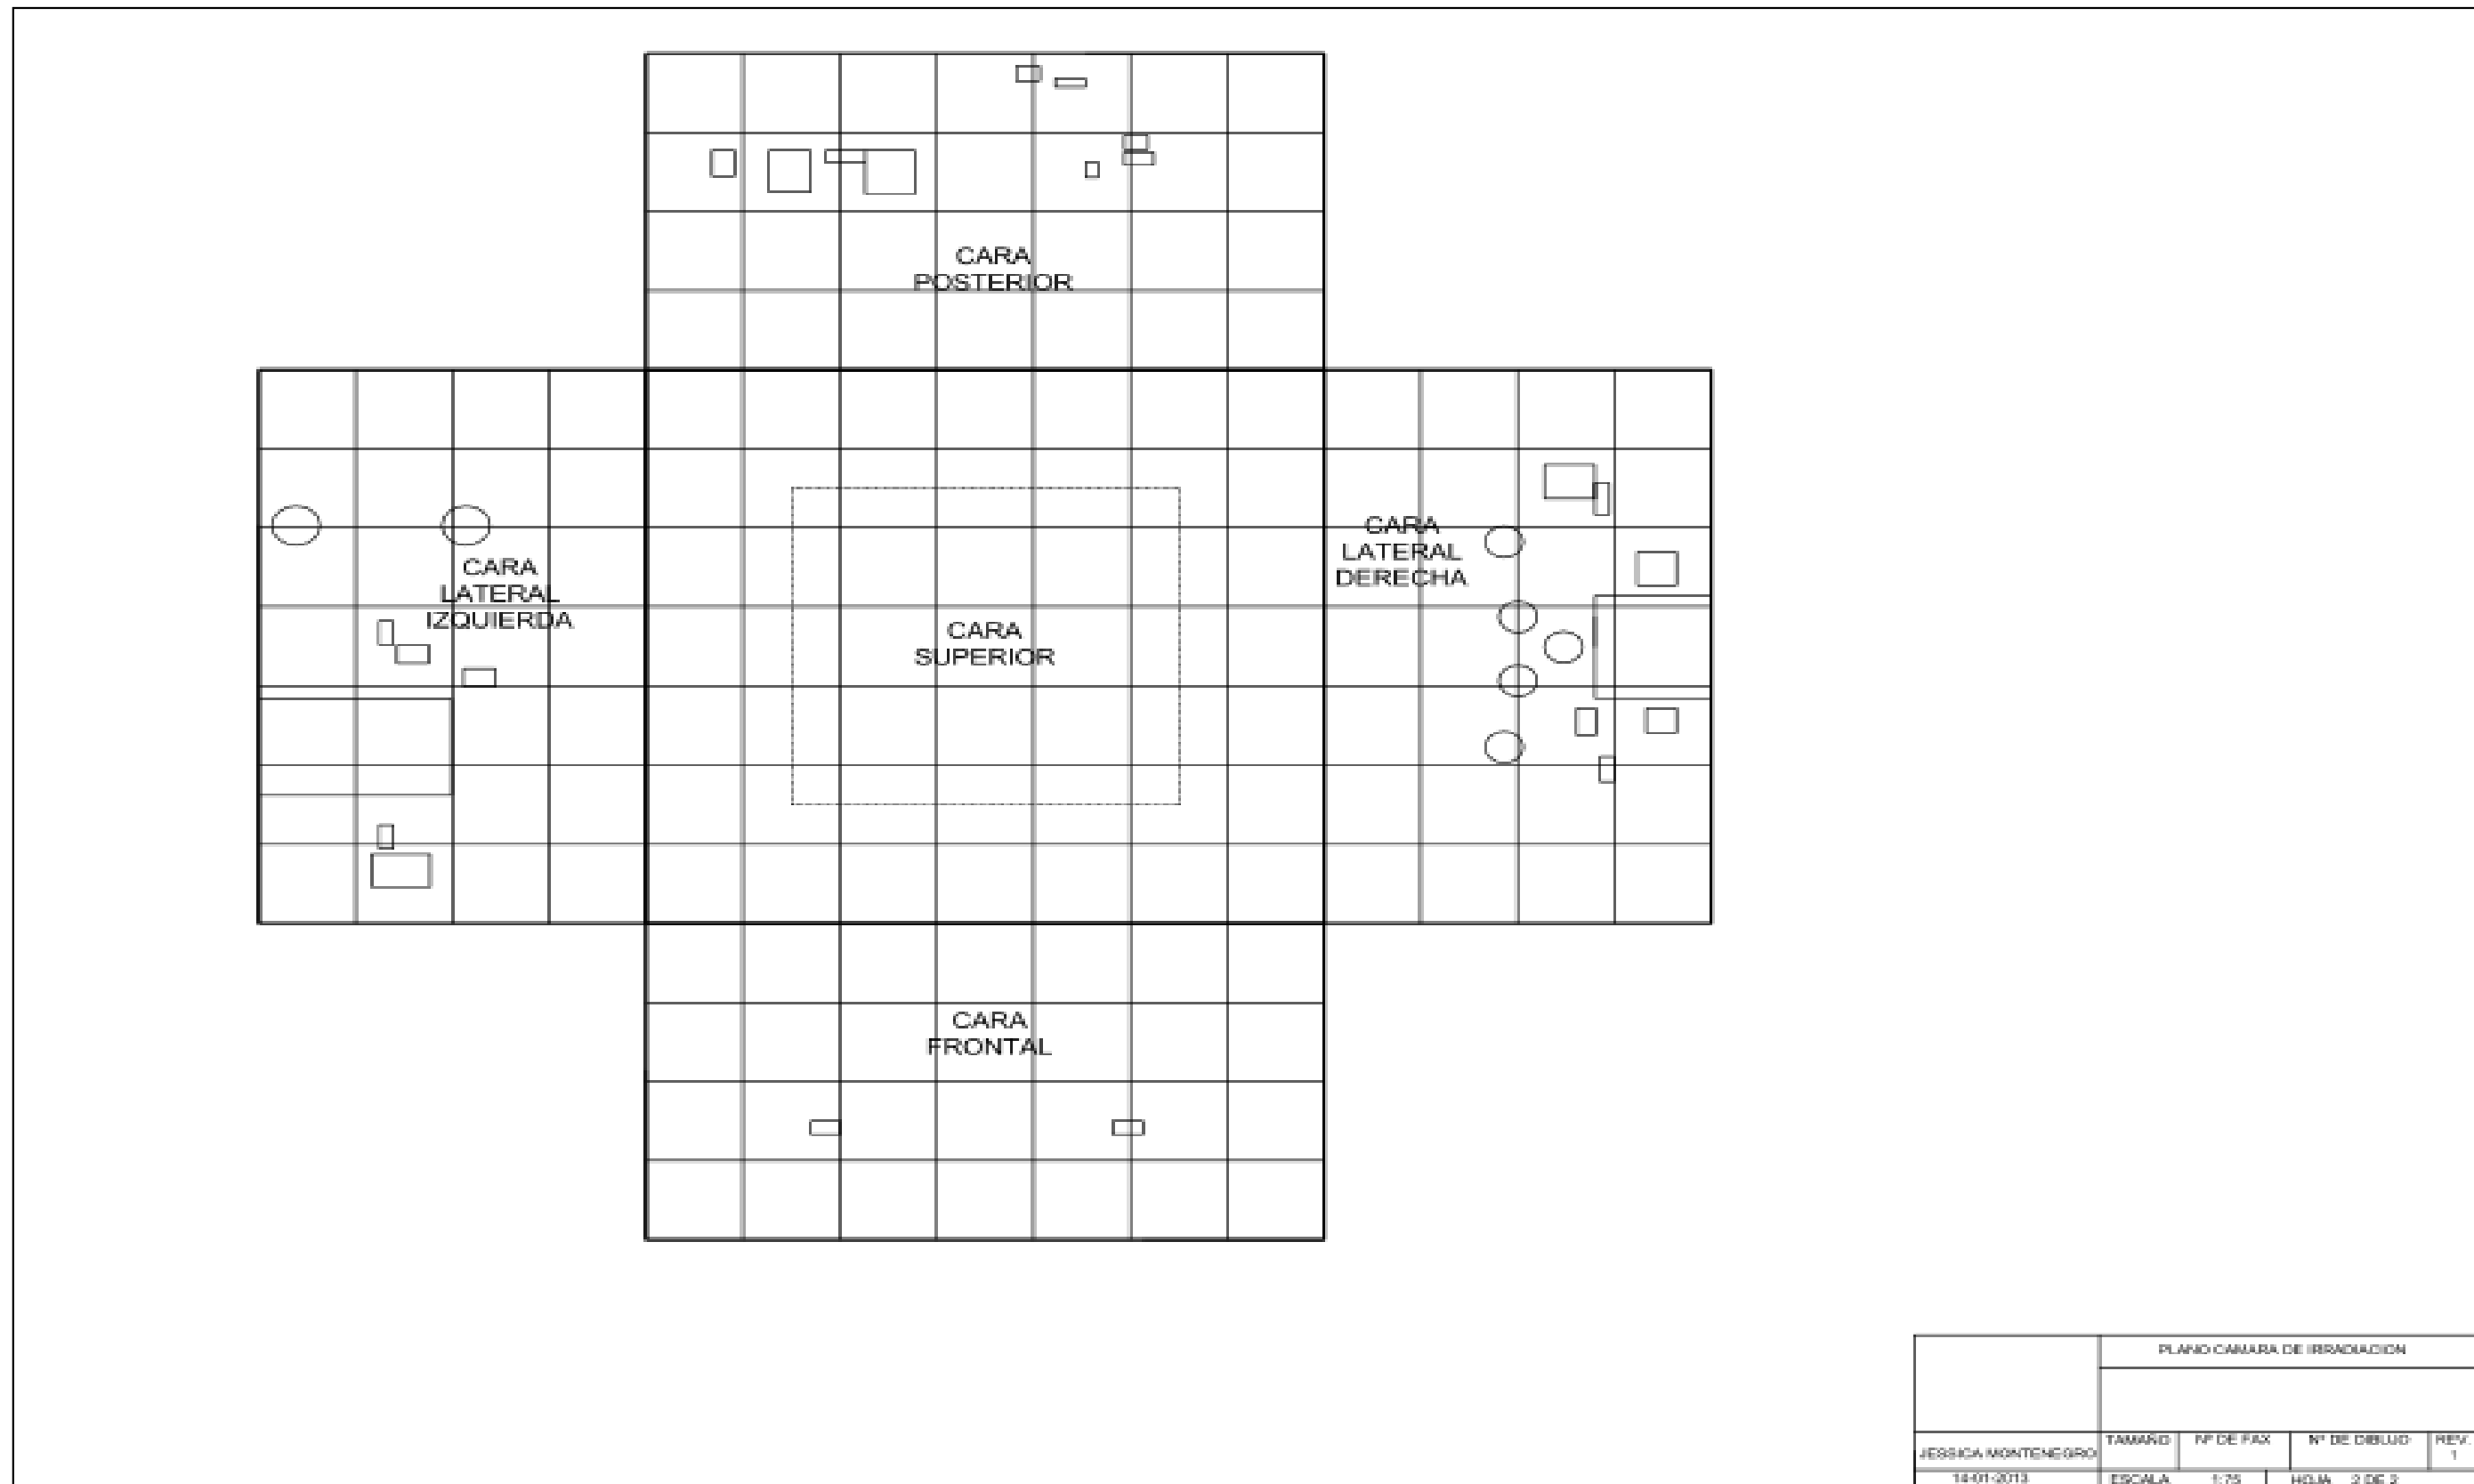 CARA
POSTERIOR
CARA
LATERAL
IZQUIERDA
CARA
SUPERIOR
CARA
LATERAL
DERECHA
CARA
FRONTAL
PLANO CAMARA DE IRRADIACION
JESSICA MONTENEGRO
TAMAÑO
Nº DE FAX
Nº DE DIBUJO
REV.
1
14-01-2013
ESCALA 1:75
HOJA 2 DE 2